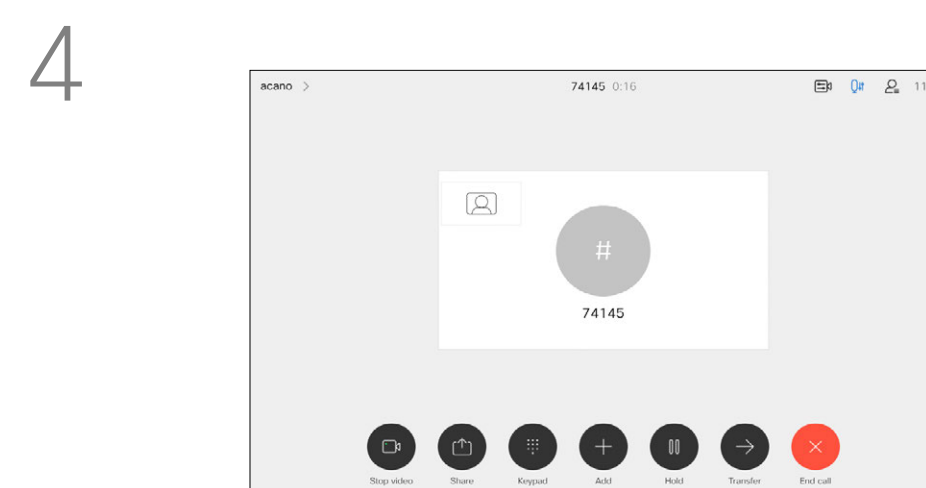 4
acano >
74145 0:16
11
#
74145
Stop video Share Keypad Add Hold Transfer End call